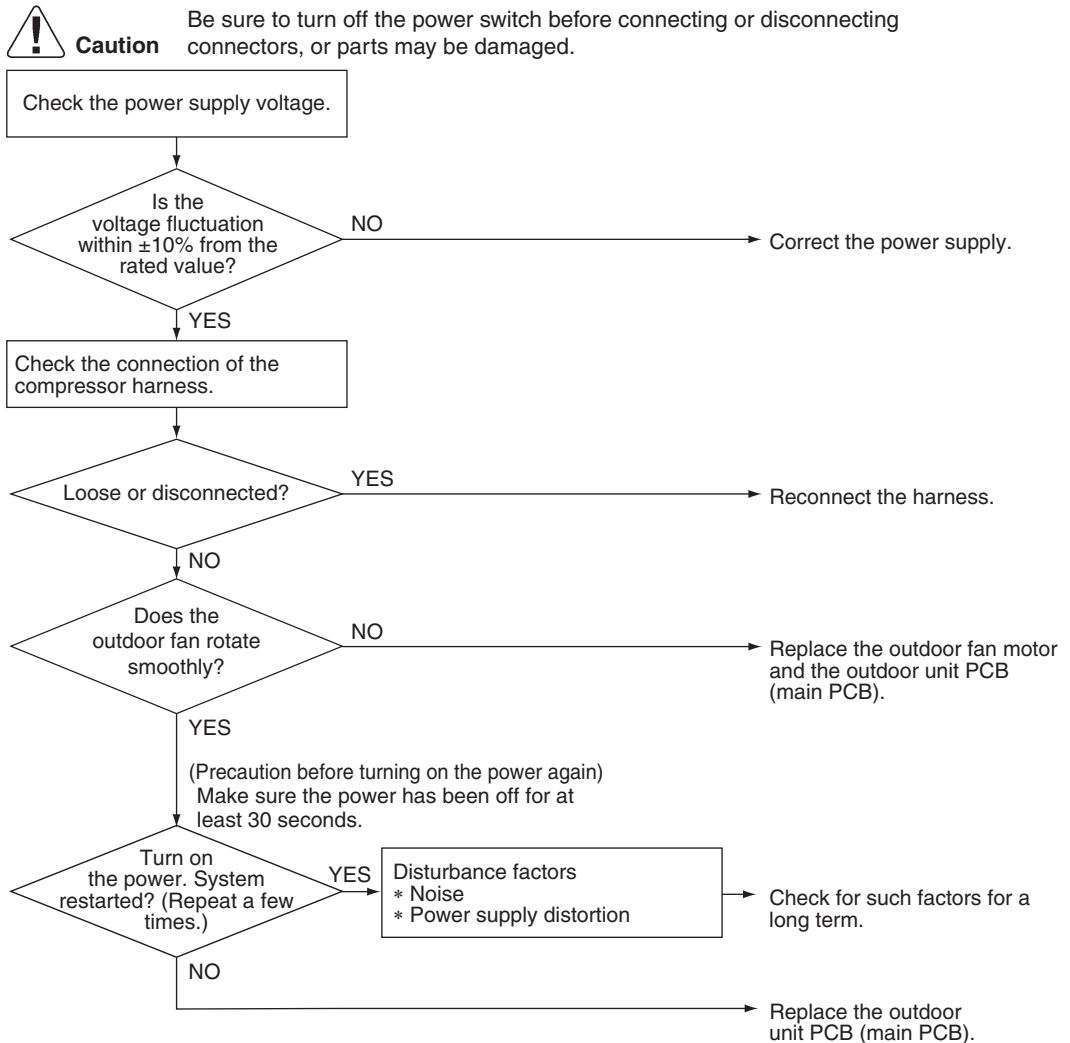 Be sure to turn off the power switch before connecting or disconnecting
Caution connectors, or parts may be damaged.
Check the power supply voltage.
Is the
voltage fluctuation
within ±10% from the
rated value?
NO
Correct the power supply.
YES
Check the connection of the
compressor harness.
Loose or disconnected?
YES
Reconnect the harness.
NO
Does the
outdoor fan rotate
smoothly?
NO
Replace the outdoor fan motor
and the outdoor unit PCB
(main PCB).
YES
(Precaution before turning on the power again)
Make sure the power has been off for at
least 30 seconds.
Turn on
the power. System
restarted? (Repeat a few
times.)
YES
Disturbance factors
∗ Noise
∗ Power supply distortion
Check for such factors for a
long term.
NO
Replace the outdoor
unit PCB (main PCB).